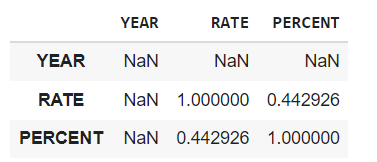 YEAR RATE PERCENT
YEAR NaN NaN NaN
RATE NaN 1.000000 0.442926
PERCENT NaN 0.442926 1.000000